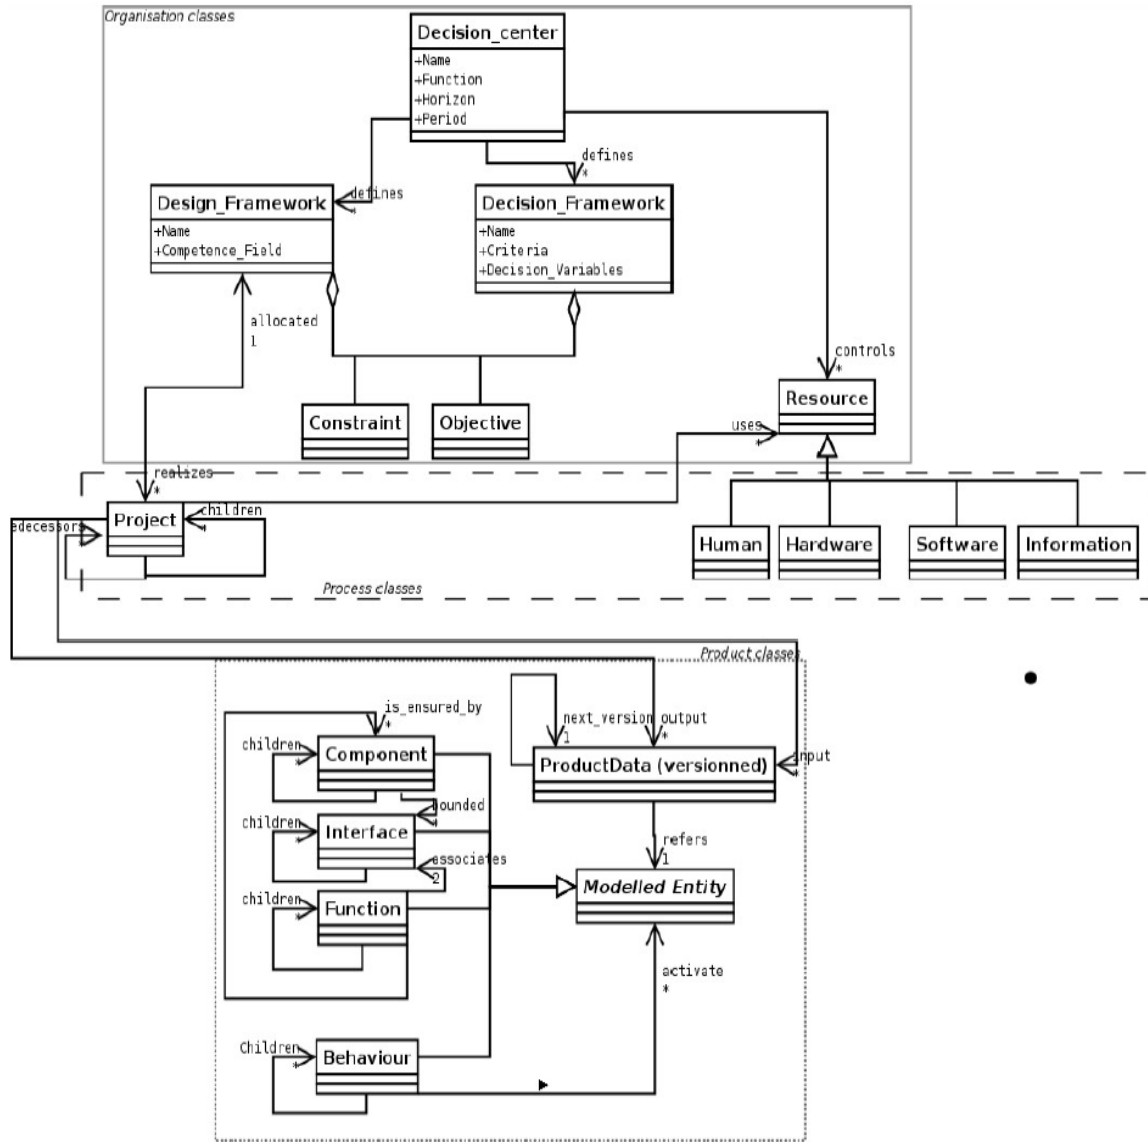 Organisation classes
Decision_center
+Name
+Function
+Horizon
+Period
defines
*
defines
*
Design_Framework
+Name
+Competence_Field
Decision_Framework
+Name
+Criteria
+Decision_Variables
allocated
1
controls
*
Resource
Constraint
Objective
uses
*
realizes
*
Project
children
*
edecessors
*
Human
Hardware
Software
Information
Process classes
Product classes
is_ensured_by
*
next_version
1
output
*
children
*
Component
ProductData (versionned)
input
*
bounded
*
children
*
Interface
refers
1
associates
2
Modelled Entity
children
*
Function
activate
*
Children
*
Behaviour